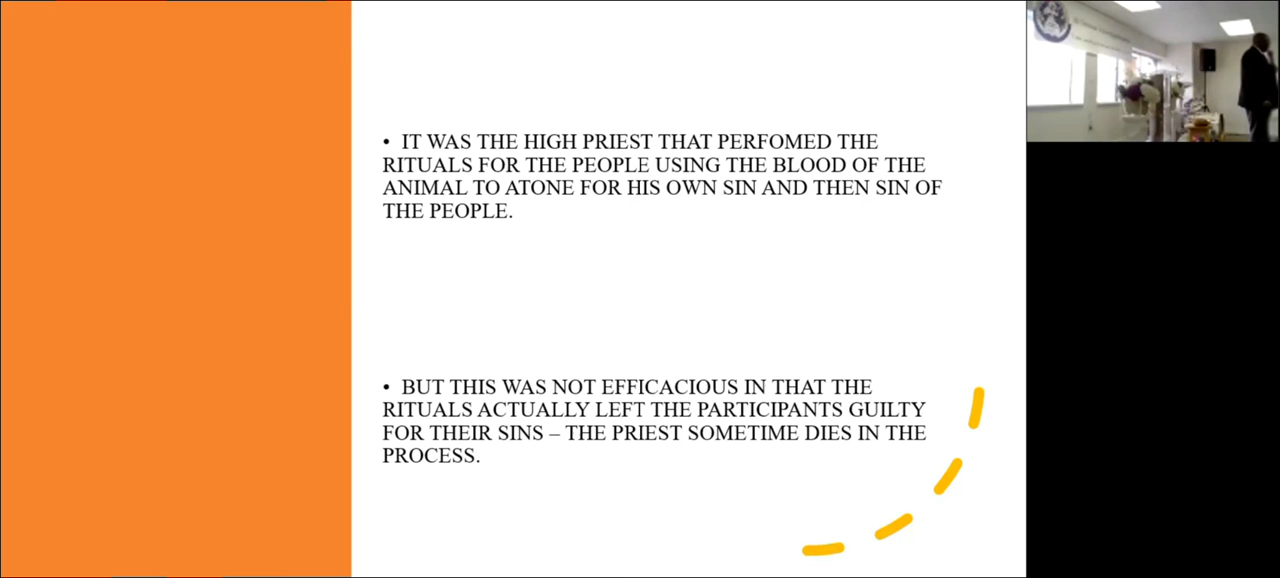 • IT WAS THE HIGH PRIEST THAT PERFOMED THE
RITUALS FOR THE PEOPLE USING THE BLOOD OF THE
ANIMAL TO ATONE FOR HIS OWN SIN AND THEN SIN OF
THE PEOPLE.
• BUT THIS WAS NOT EFFICACIOUS IN THAT THE
RITUALS ACTUALLY LEFT THE PARTICIPANTS GUILTY
FOR THEIR SINS – THE PRIEST SOMETIME DIES IN THE
PROCESS.